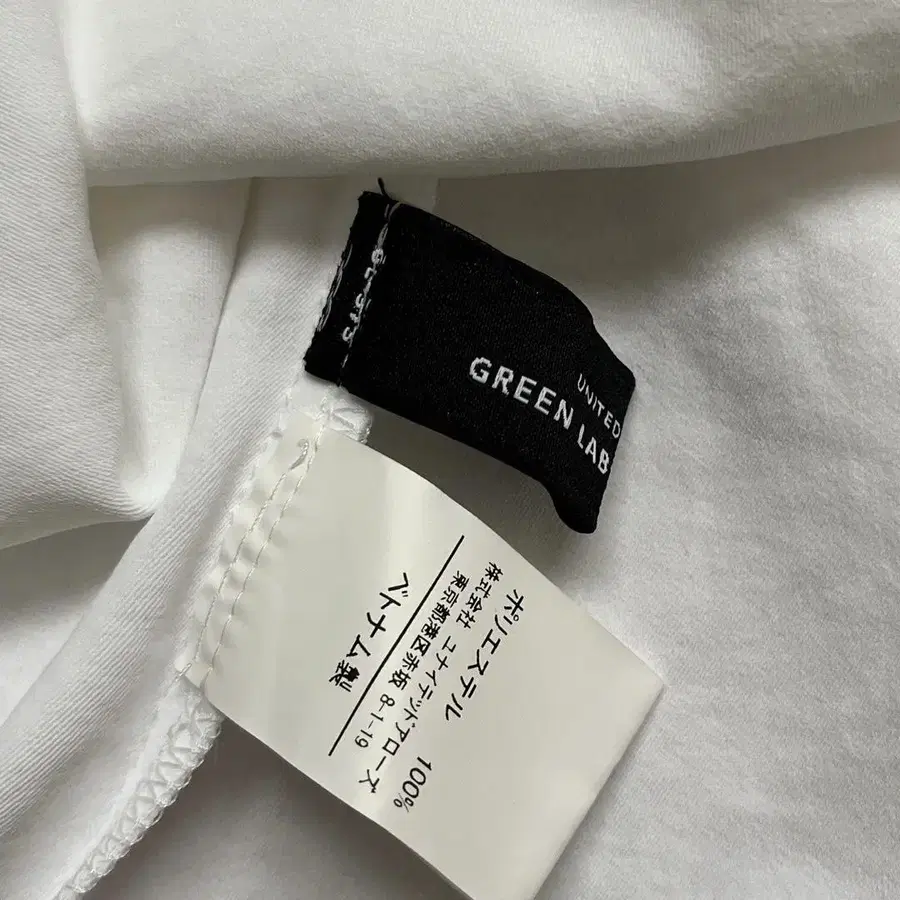 UNITED
GREEN LAB
ポリエステル 100%
株式会社 ユナイテッドアローズ
東京都港区赤坂 8-1-19
ベトナム製